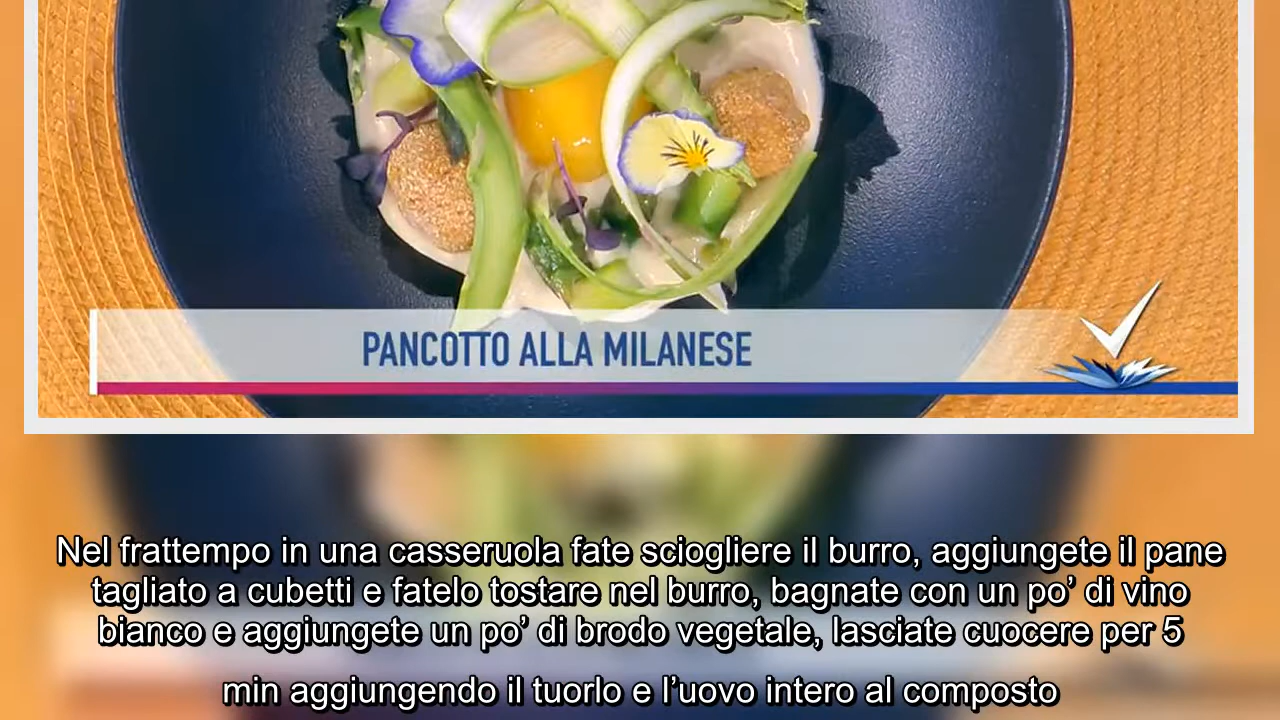 PANCOTTO ALLA MILANESE
Nel frattempo in una casseruola fate sciogliere il burro, aggiungete il pane
tagliato a cubetti e fatelo tostare nel burro, bagnate con un po’ di vino
bianco e aggiungete un po’ di brodo vegetale, lasciate cuocere per 5
min aggiungendo il tuorlo e l’uovo intero al composto